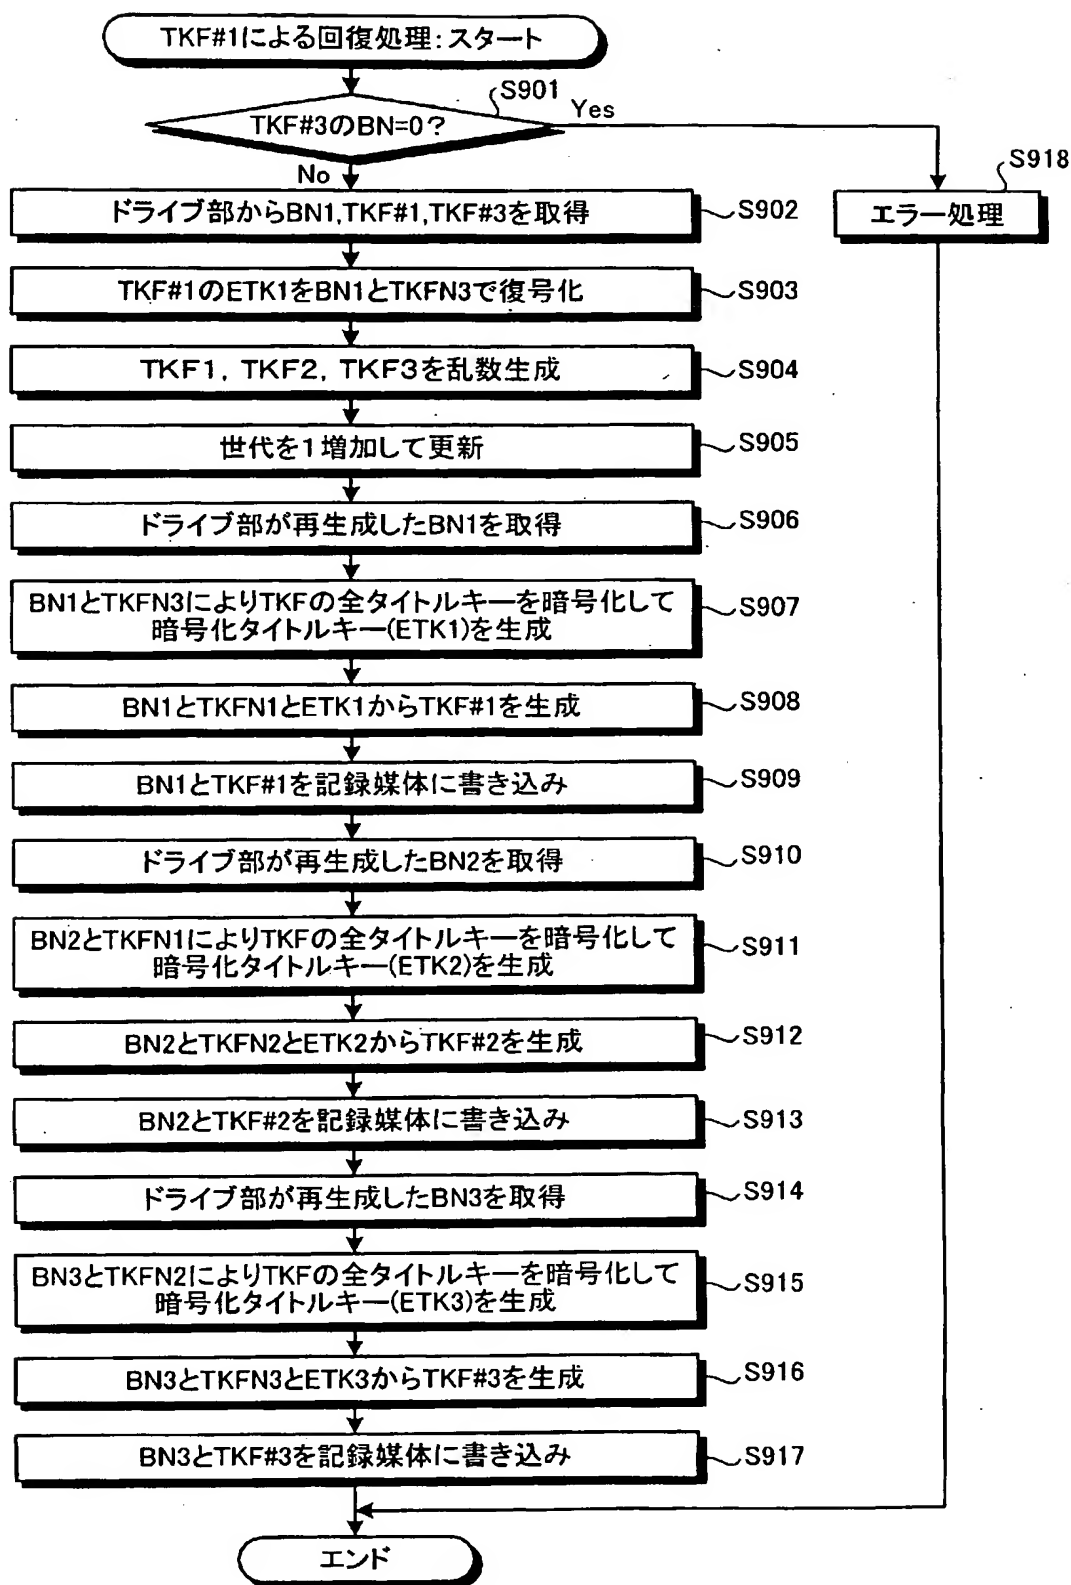 TKF#1による回復処理:スタート
S901
TKF#3のBN=0?
Yes
No
S918
エラー処理
ドライブ部からBN1,TKF#1,TKF#3を取得
S902
TKF#1のETK1をBN1とTKFN3で復号化
S903
TKF1, TKF2, TKF3を乱数生成
S904
世代を1増加して更新
S905
ドライブ部が再生成したBN1を取得
S906
BN1とTKFN3によりTKFの全タイトルキーを暗号化して
暗号化タイトルキー(ETK1)を生成
S907
BN1とTKFN1とETK1からTKF#1を生成
S908
BN1とTKF#1を記録媒体に書き込み
S909
ドライブ部が再生成したBN2を取得
S910
BN2とTKFN1によりTKFの全タイトルキーを暗号化して
暗号化タイトルキー(ETK2)を生成
S911
BN2とTKFN2とETK2からTKF#2を生成
S912
BN2とTKF#2を記録媒体に書き込み
S913
ドライブ部が再生成したBN3を取得
S914
BN3とTKFN2によりTKFの全タイトルキーを暗号化して
暗号化タイトルキー(ETK3)を生成
S915
BN3とTKFN3とETK3からTKF#3を生成
S916
BN3とTKF#3を記録媒体に書き込み
S917
エンド